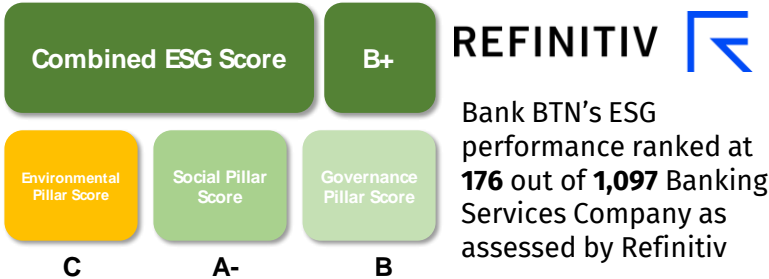 Combined ESG Score
B+
REFINITIV
Environmental
Pillar Score
Social Pillar
Score
Governance
Pillar Score
C
A-
B
Bank BTN’s ESG
performance ranked at
176 out of 1,097 Banking
Services Company as
assessed by Refinitiv